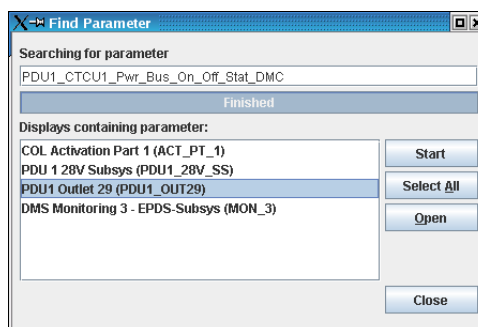 Find Parameter
Searching for parameter
PDU1_CTCU1_Pwr_Bus_On_Off_Stat_DMC
Finished
Displays containing parameter:
COL Activation Part 1 (ACT_PT_1)
PDU 1 28V Subsys (PDU1_28V_SS)
PDU1 Outlet 29 (PDU1_OUT29)
DMS Monitoring 3 - EPDS-Subsys (MON_3)
Start
Select All
Open
Close